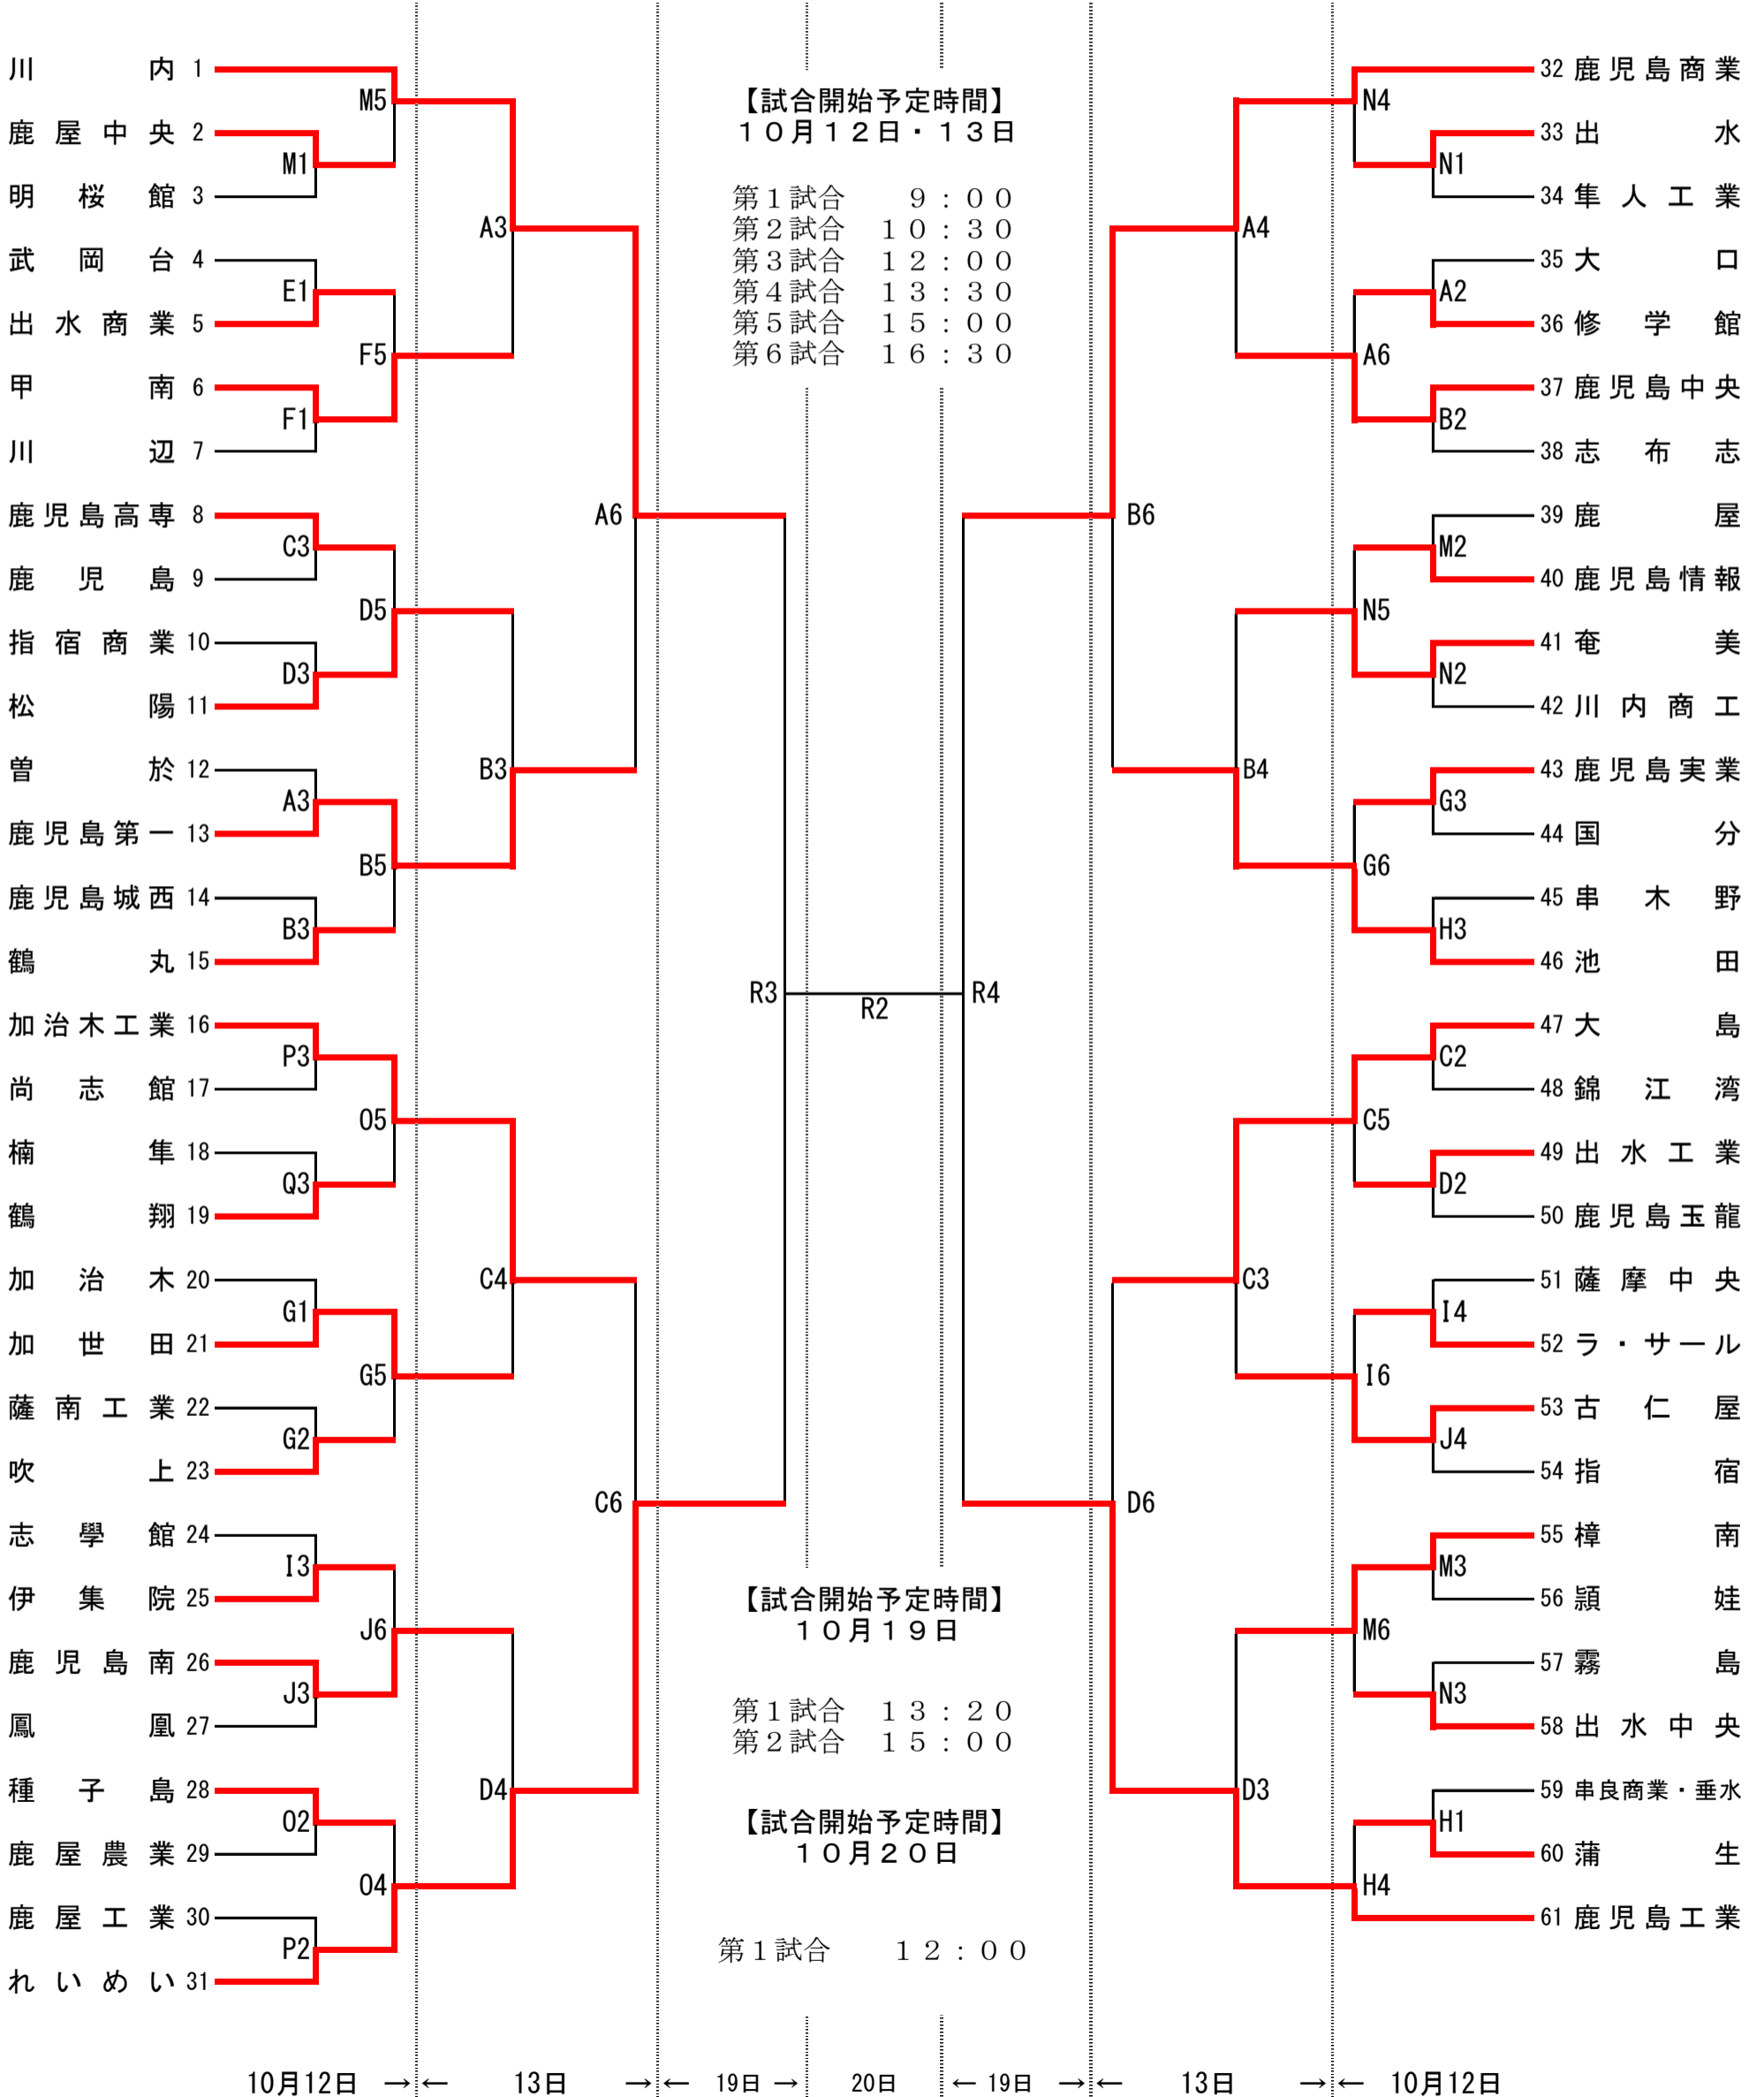 川内 1
鹿屋中央 2
明桜館 3
武岡台 4
出水商業 5
甲南 6
川辺 7
鹿児島高専 8
鹿児島 9
指宿商業 10
松陽 11
曽於 12
鹿児島第一 13
鹿児島城西 14
鶴丸 15
加治木工業 16
尚志館 17
楠隼 18
鶴翔 19
加治木 20
加世田 21
薩南工業 22
吹上 23
志學館 24
伊集院 25
鹿児島南 26
鳳凰 27
種子島 28
鹿屋農業 29
鹿屋工業 30
れいめい 31
M1
E1
F1
C3
D3
A3
B3
P3
Q3
G1
G2
I3
J3
O2
P2
M5
F5
D5
B5
O5
G5
J6
O4
A3
B3
C4
D4
A6
C6
R3
【試合開始予定時間】
10月12日・13日
第1試合 9:00
第2試合 10:30
第3試合 12:00
第4試合 13:30
第5試合 15:00
第6試合 16:30
R2
【試合開始予定時間】
10月19日
第1試合 13:20
第2試合 15:00
【試合開始予定時間】
10月20日
第1試合 12:00
R4
B6
D6
A4
B4
C3
D3
N4
A6
N5
G6
C5
I6
M6
H4
N1
A2
B2
M2
N2
G3
H3
C2
D2
I4
J4
M3
N3
H1
32 鹿児島商業
33 出水
34 隼人工業
35 大口
36 修学館
37 鹿児島中央
38 志布志
39 鹿屋
40 鹿児島情報
41 奄美
42 川内商工
43 鹿児島実業
44 国分
45 串木野
46 池田
47 大島
48 錦江湾
49 出水工業
50 鹿児島玉龍
51 薩摩中央
52 ラ・サール
53 古仁屋
54 指宿
55 樟南
56 頴娃
57 霧島
58 出水中央
59 串良商業・垂水
60 蒲生
61 鹿児島工業
10月12日 →← 13日 →← 19日 → 20日 ← 19日 →← 13日 →← 10月12日